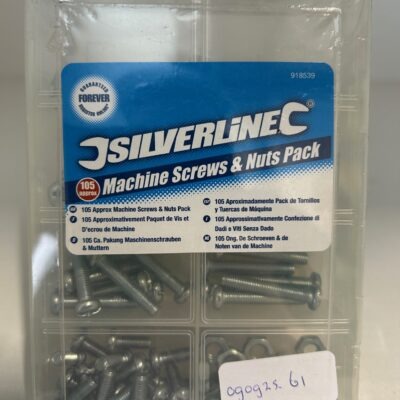 918539
GUARANTEED
FOREVER
SILVERLINE®
105 approx
Machine Screws & Nuts Pack
105 Approx Machine Screws & Nuts Pack
105 Approximativement Paquet de Vis et
D'ecrou de Machine
105 Ca. Pakung Maschinenschrauben
& Muttern
105 Aproximadamente Pack de Tornillos
y Tuercas de Máquina
105 Approssimativamente Confezione di
Dadi e Viti Senza Dado
105 Ong. De Schroeven & de
Noten van de Machine
090925. 61